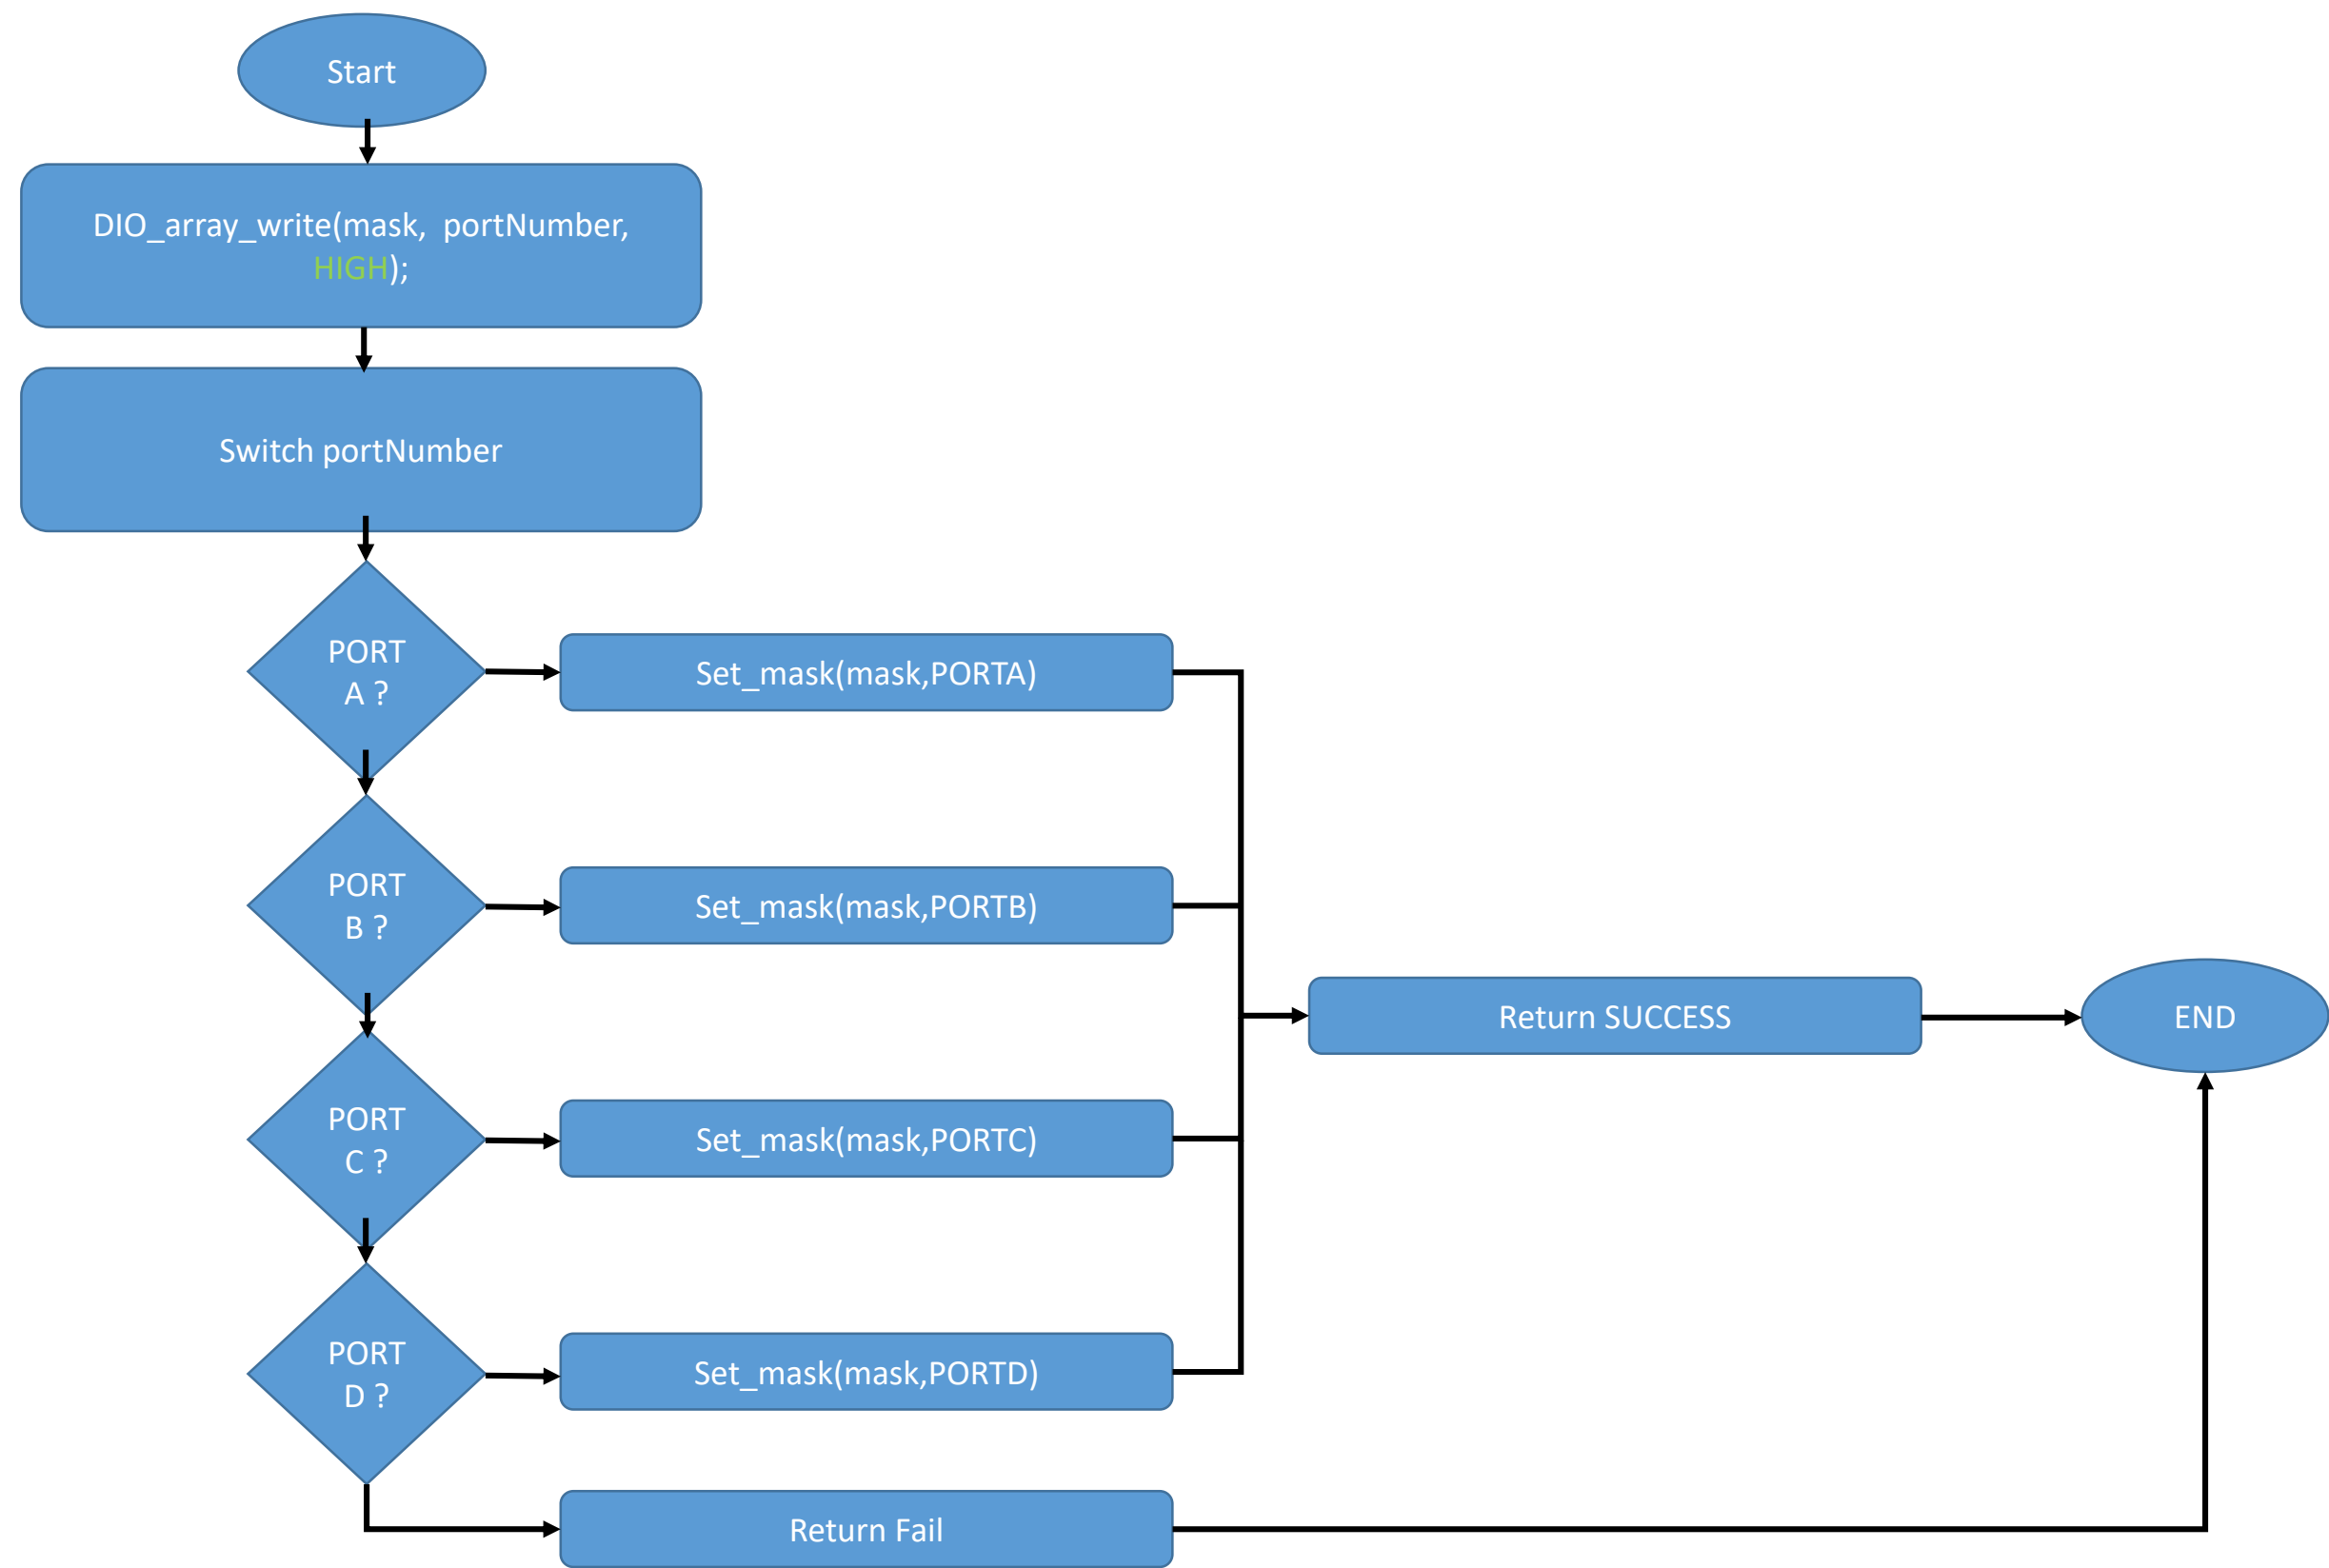 Start
DIO_array_write(mask, portNumber,
HIGH);
Switch portNumber
PORT
A ?
Set_mask(mask,PORTA)
PORT
B ?
Set_mask(mask,PORTB)
Return SUCCESS
END
PORT
C ?
Set_mask(mask,PORTC)
PORT
D ?
Set_mask(mask,PORTD)
Return Fail